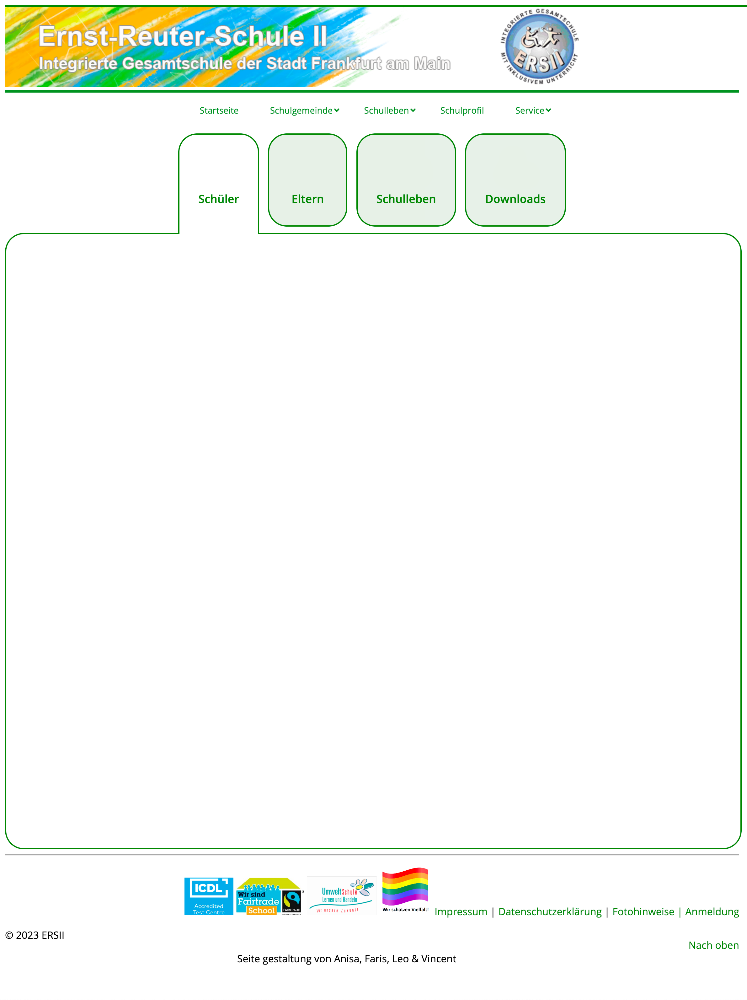 Ernst-Reuter-Schule II
Integrierte Gesamtschule der Stadt Frankfurt am Main
INTEGRIERTE GESAMTSCHULE
ERSII
MIT INKLUSIVEM UNTERRICHT
Startseite Schulgemeinde Schulleben Schulprofil Service
Schüler Eltern Schulleben Downloads
ICDL
Accredited
Test Centre
Wir sind
Fairtrade
School
FAIRTRADE
®
UmweltSchule
Lernen und Handeln
für unsere Zukunft
Wir schätzen Vielfalt!
Impressum | Datenschutzerklärung | Fotohinweise | Anmeldung
© 2023 ERSII
Nach oben
Seite gestaltung von Anisa, Faris, Leo & Vincent